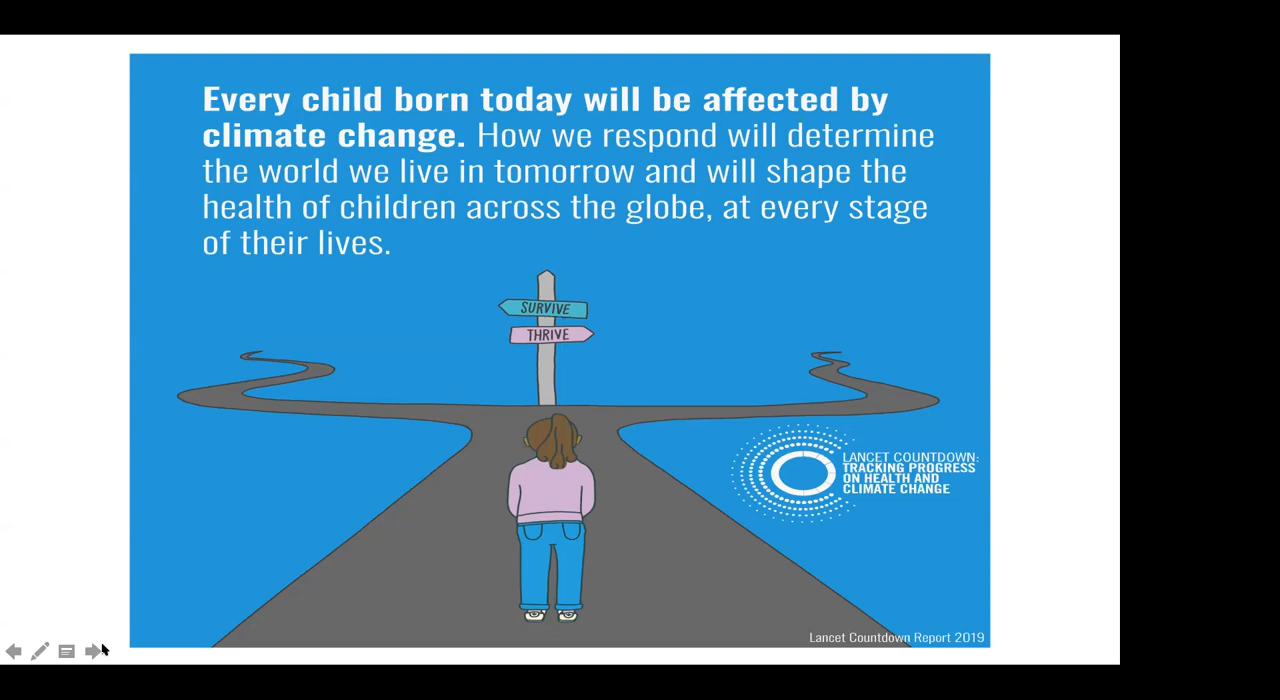 Every child born today will be affected by
climate change. How we respond will determine
the world we live in tomorrow and will shape the
health of children across the globe, at every stage
of their lives.
SURVIVE
THRIVE
LANCET COUNTDOWN:
TRACKING PROGRESS
ON HEALTH AND
CLIMATE CHANGE
Lancet Countdown Report 2019